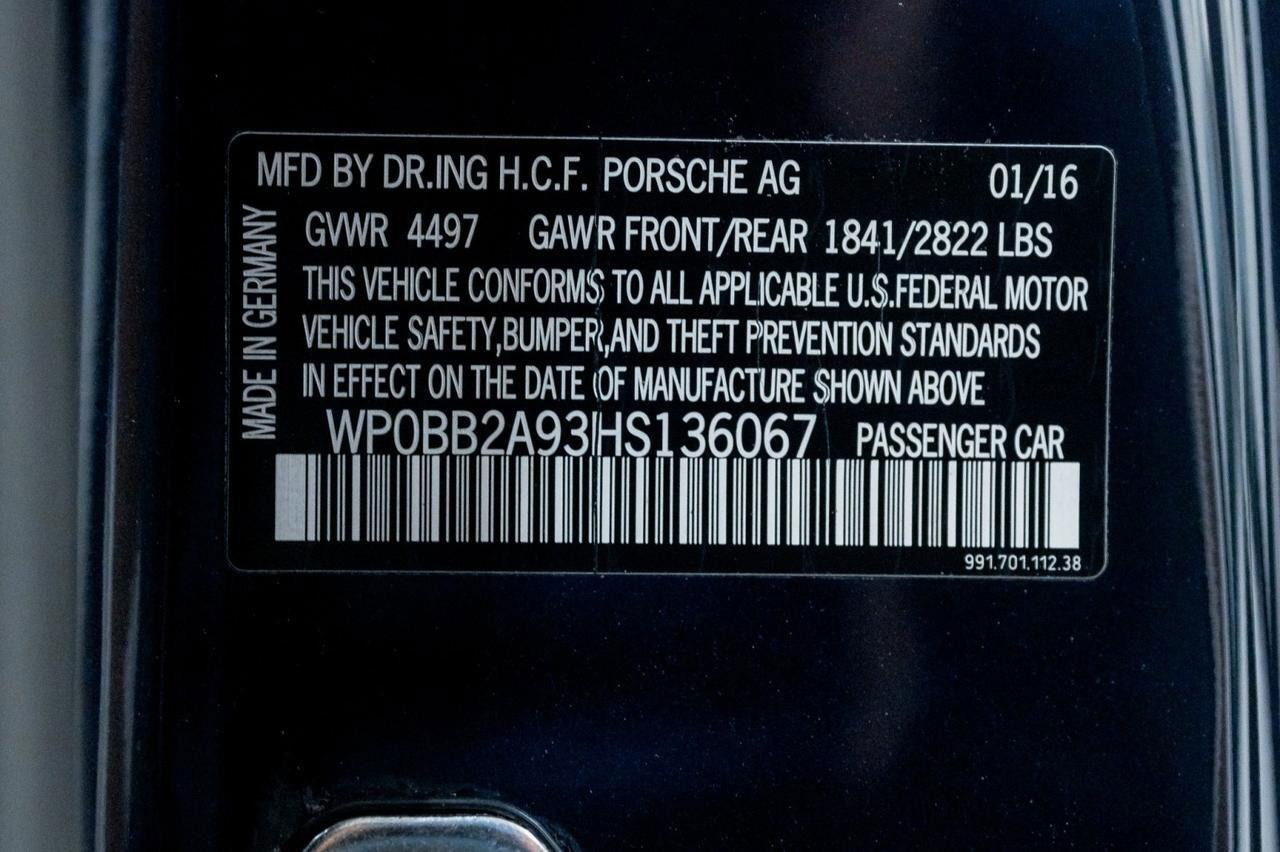 MFD BY DR.ING H.C.F. PORSCHE AG 01/16
MADE IN GERMANY
GVWR 4497 GAWR FRONT/REAR 1841/2822 LBS
THIS VEHICLE CONFORMS TO ALL APPLICABLE U.S.FEDERAL MOTOR
VEHICLE SAFETY,BUMPER,AND THEFT PREVENTION STANDARDS
IN EFFECT ON THE DATE OF MANUFACTURE SHOWN ABOVE
WP0BB2A93HS136067 PASSENGER CAR
991.701.112.38